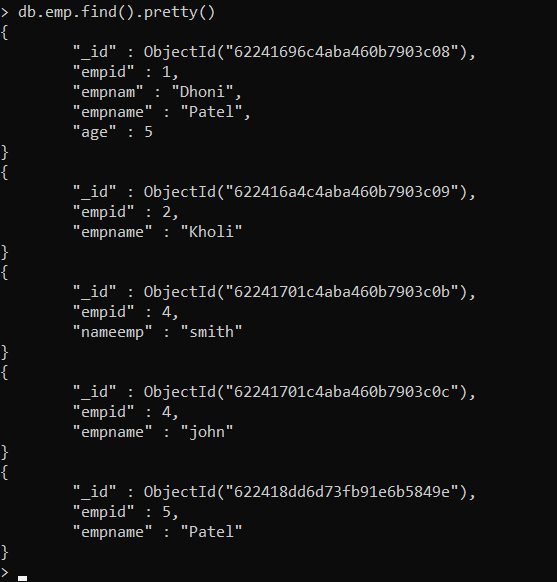 > db.emp.find().pretty()
{
        "_id" : ObjectId("62241696c4aba460b7903c08"),
        "empid" : 1,
        "empnam" : "Dhoni",
        "empname" : "Patel",
        "age" : 5
}
{
        "_id" : ObjectId("622416a4c4aba460b7903c09"),
        "empid" : 2,
        "empname" : "Kholi"
}
{
        "_id" : ObjectId("62241701c4aba460b7903c0b"),
        "empid" : 4,
        "nameemp" : "smith"
}
{
        "_id" : ObjectId("62241701c4aba460b7903c0c"),
        "empid" : 4,
        "empname" : "john"
}
{
        "_id" : ObjectId("622418dd6d73fb91e6b5849e"),
        "empid" : 5,
        "empname" : "Patel"
}
>